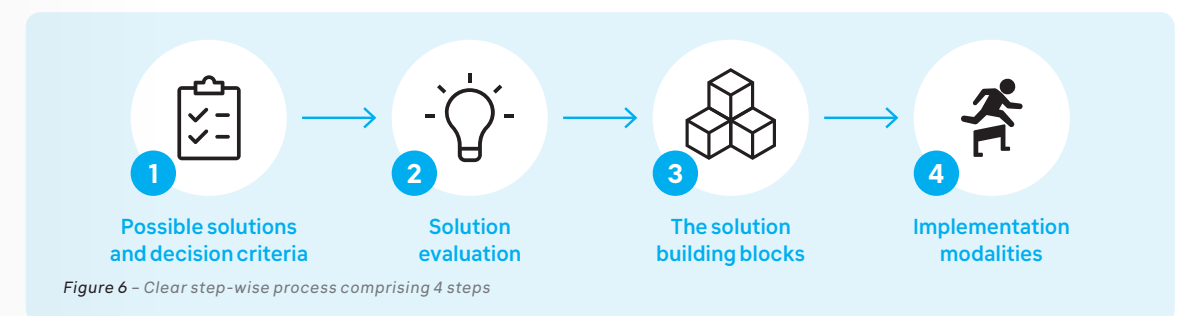 1
Possible solutions
and decision criteria
2
Solution
evaluation
3
The solution
building blocks
4
Implementation
modalities
Figure 6 – Clear step-wise process comprising 4 steps